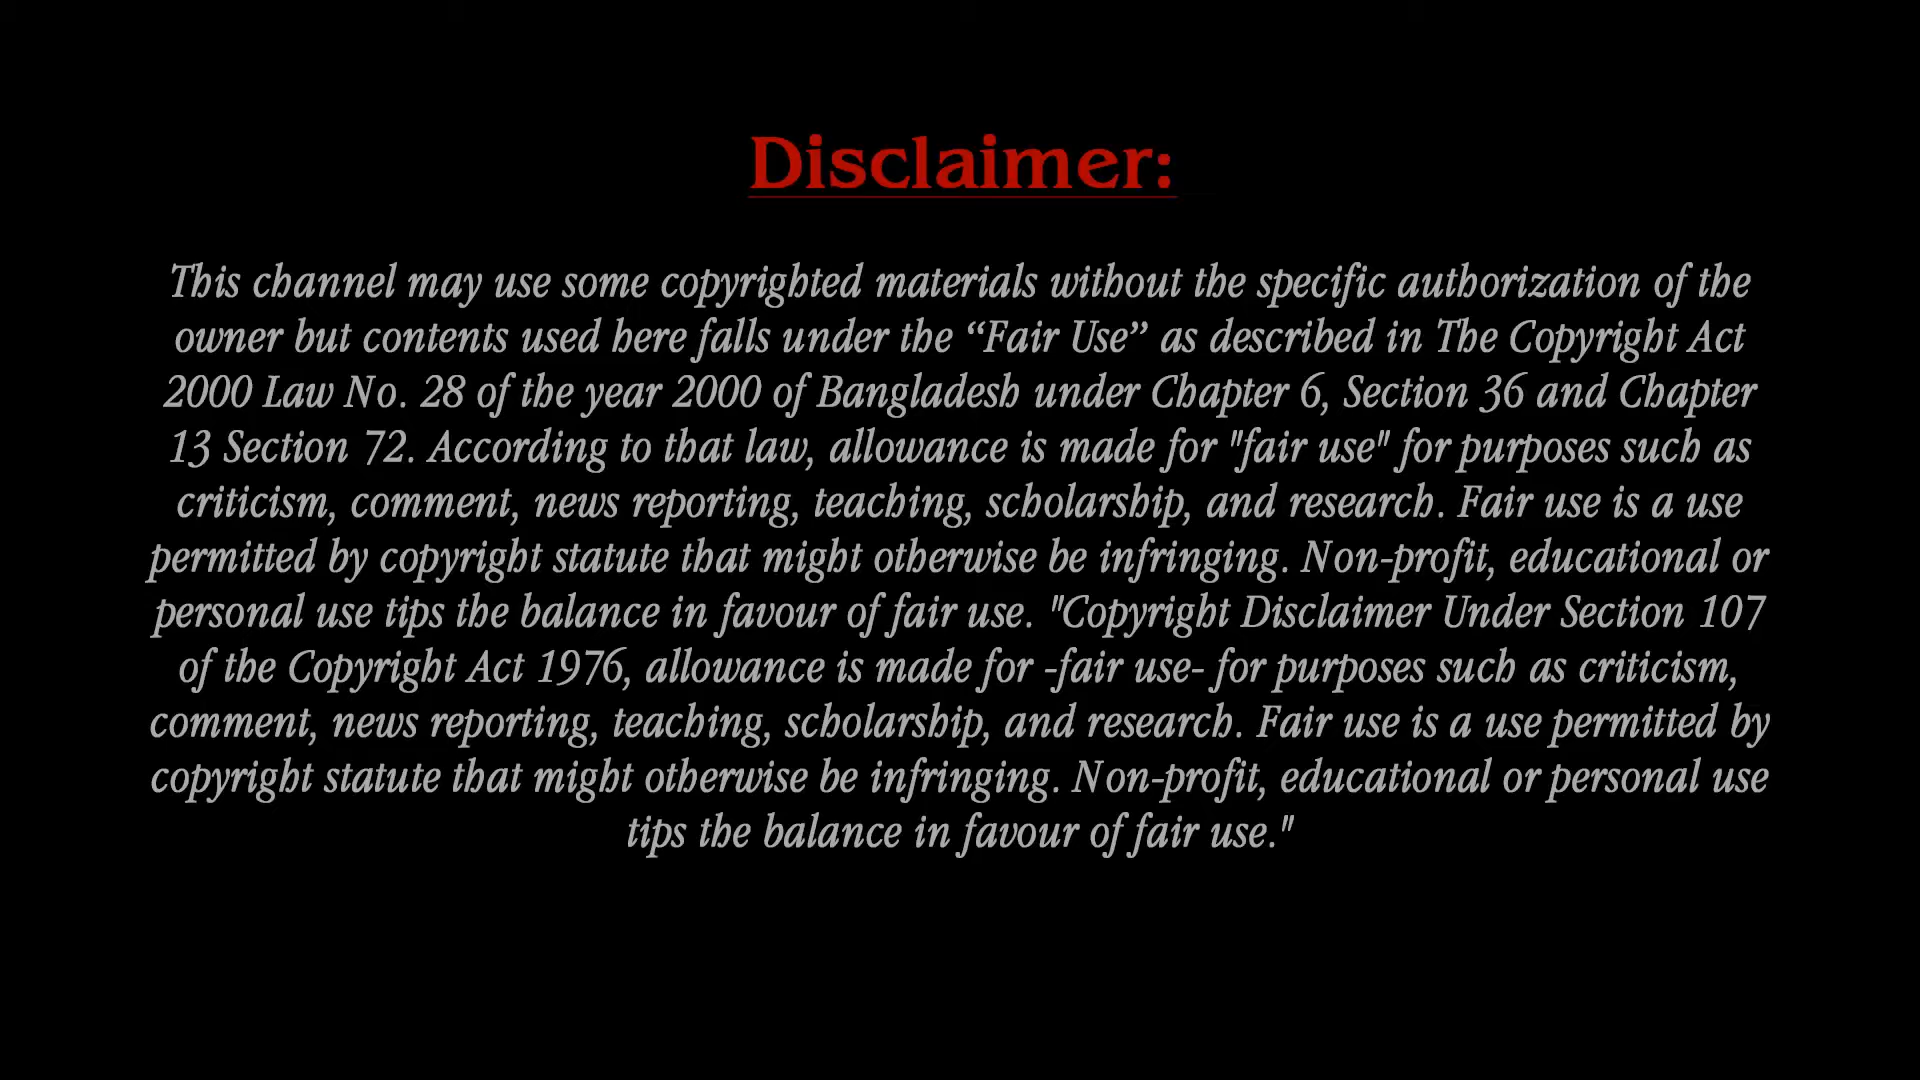 Disclaimer:
This channel may use some copyrighted materials without the specific authorization of the
owner but contents used here falls under the “Fair Use” as described in The Copyright Act
2000 Law No. 28 of the year 2000 of Bangladesh under Chapter 6, Section 36 and Chapter
13 Section 72. According to that law, allowance is made for "fair use" for purposes such as
criticism, comment, news reporting, teaching, scholarship, and research. Fair use is a use
permitted by copyright statute that might otherwise be infringing. Non-profit, educational or
personal use tips the balance in favour of fair use. "Copyright Disclaimer Under Section 107
of the Copyright Act 1976, allowance is made for -fair use- for purposes such as criticism,
comment, news reporting, teaching, scholarship, and research. Fair use is a use permitted by
copyright statute that might otherwise be infringing. Non-profit, educational or personal use
tips the balance in favour of fair use."